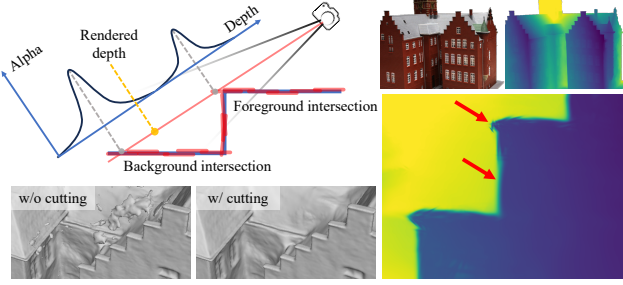 Alpha
Rendered
depth
Depth
Foreground intersection
Background intersection
w/o cutting
w/ cutting